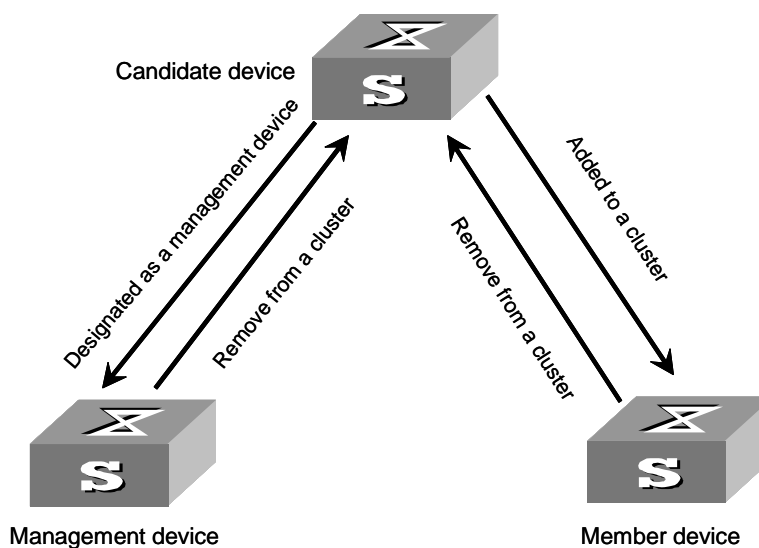 Candidate device
S
Designated as a management device
Remove from a cluster
Remove from a cluster
Added to a cluster
S
S
Management device
Member device